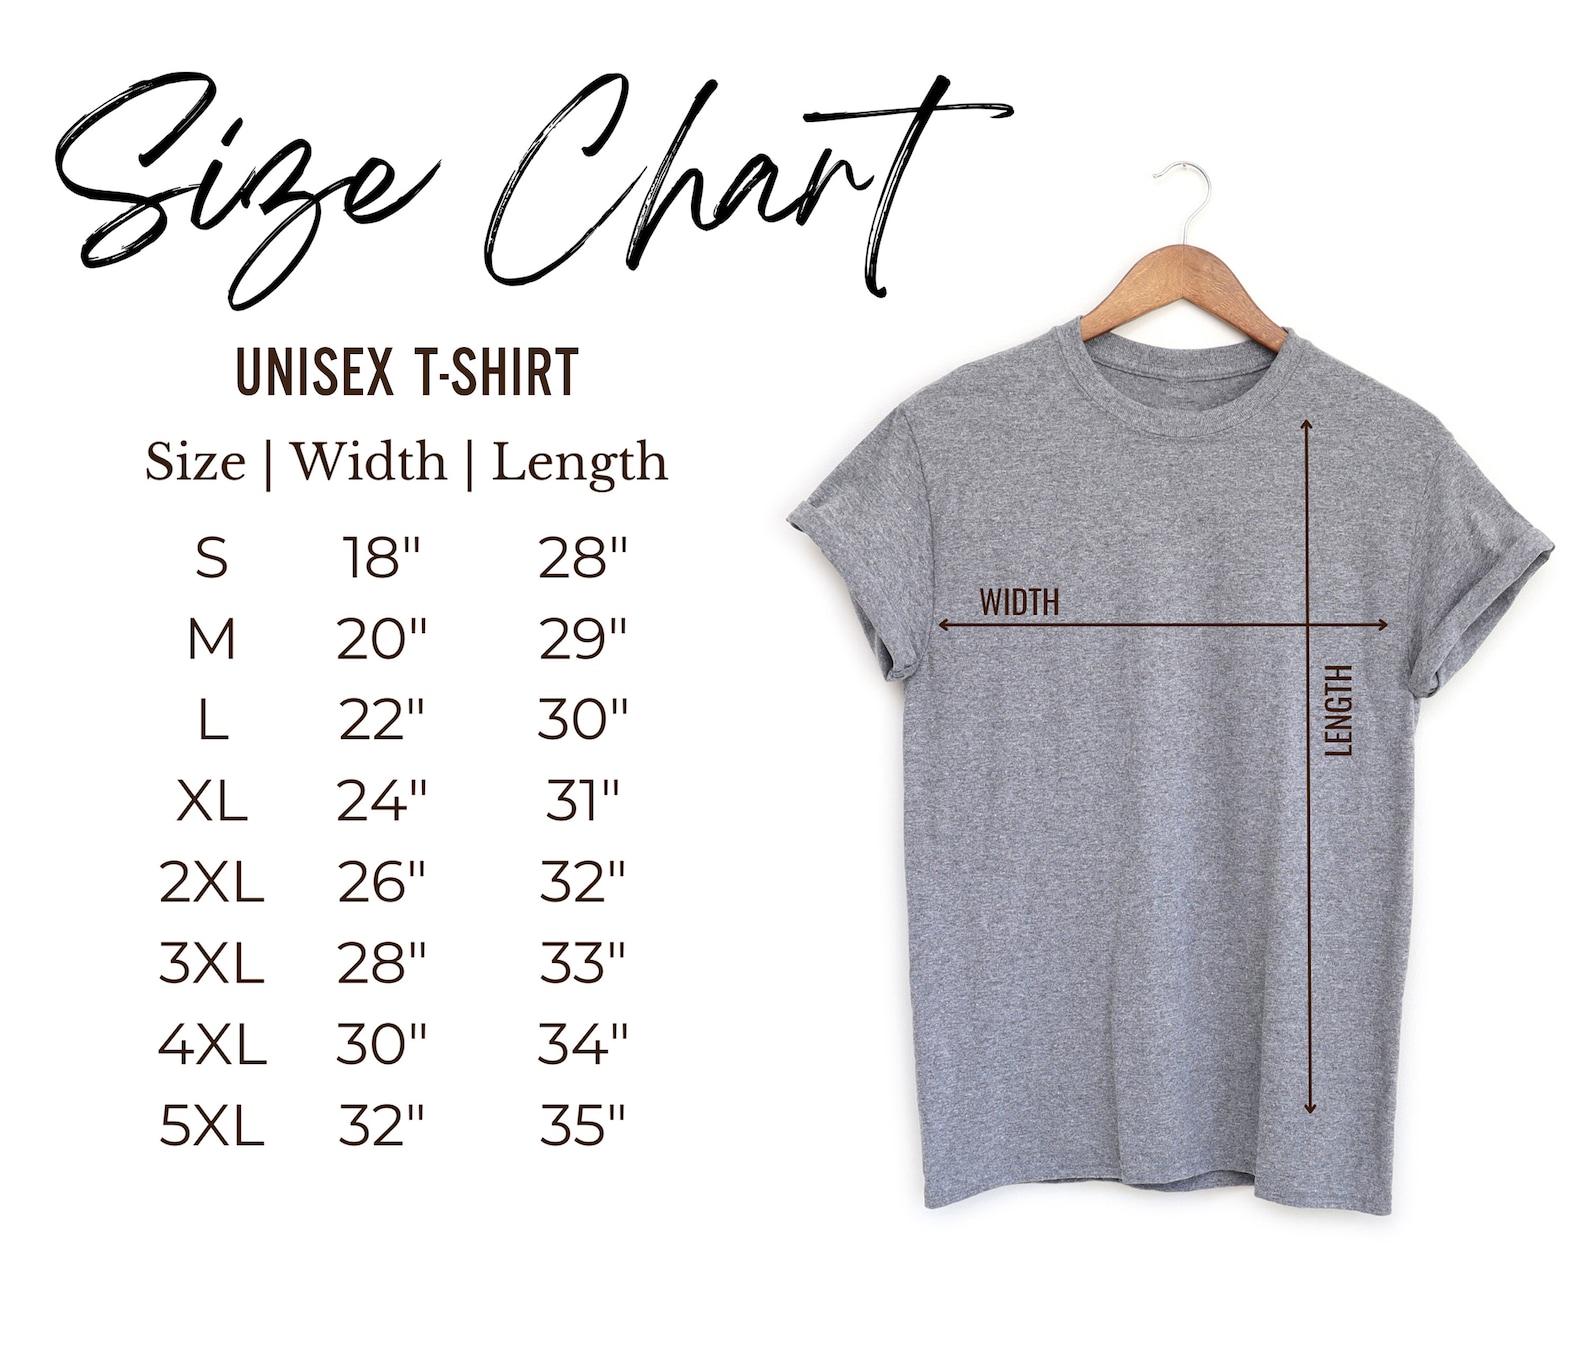 Size Chart
UNISEX T-SHIRT
Size | Width | Length
S 18" 28"
M 20" 29"
L 22" 30"
XL 24" 31"
2XL 26" 32"
3XL 28" 33"
4XL 30" 34"
5XL 32" 35"
WIDTH
LENGTH